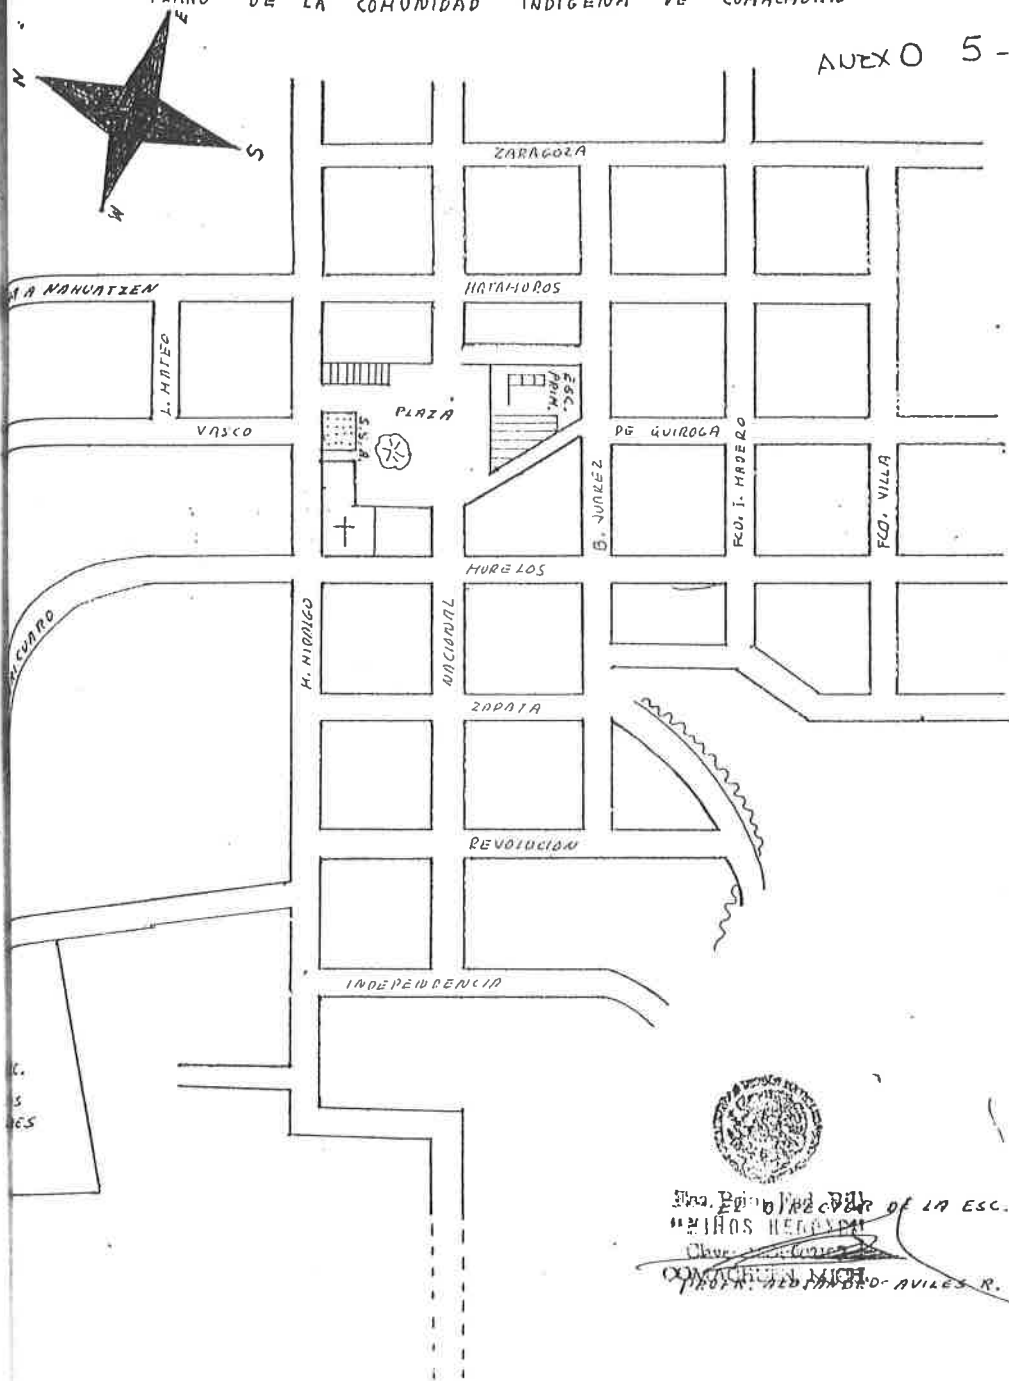 PLANO DE LA COMUNIDAD INDIGENA DE COMACHUEN
ANEXO 5-
N
E
S
W
ZARAGOZA
A NAHUATZEN
MATAMOROS
L. MATEO
ESC.
PRIM.
PLAZA
S.S.A.
VASCO
DE QUIROGA
B. JUAREZ
FCO. I. MADERO
FCO. VILLA
MORELOS
M. HIDALGO
NACIONAL
ZAPATA
REVOLUCION
INDEPENDENCIA
EL DIRECTOR DE LA ESC.
COMACHUEN, MICH.
PROFR. ALEJANDRO AVILES R.